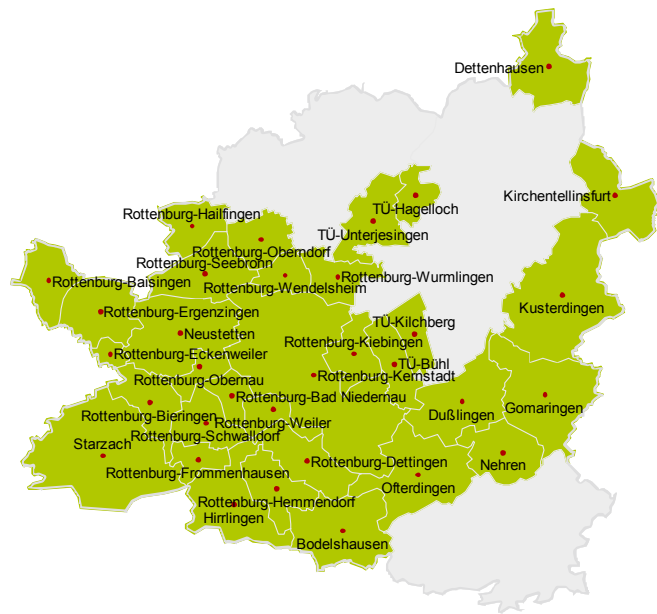 Dettenhausen
Kirchentellinsfurt
TÜ-Hagelloch
Rottenburg-Hailfingen
TÜ-Unterjesingen
Rottenburg-Oberndorf
Rottenburg-Seebronn
Rottenburg-Wurmlingen
Rottenburg-Baisingen
Rottenburg-Wendelsheim
Kusterdingen
Rottenburg-Ergenzingen
TÜ-Kilchberg
Neustetten
Rottenburg-Kiebingen
Rottenburg-Eckenweiler
TÜ-Bühl
Rottenburg-Obernau
Rottenburg-Kernstadt
Rottenburg-Bad Niedernau
Gomaringen
Rottenburg-Bieringen
Dußlingen
Rottenburg-Weiler
Rottenburg-Schwalldorf
Starzach
Rottenburg-Dettingen
Nehren
Rottenburg-Frommenhausen
Ofterdingen
Rottenburg-Hemmendorf
Hirrlingen
Bodelshausen